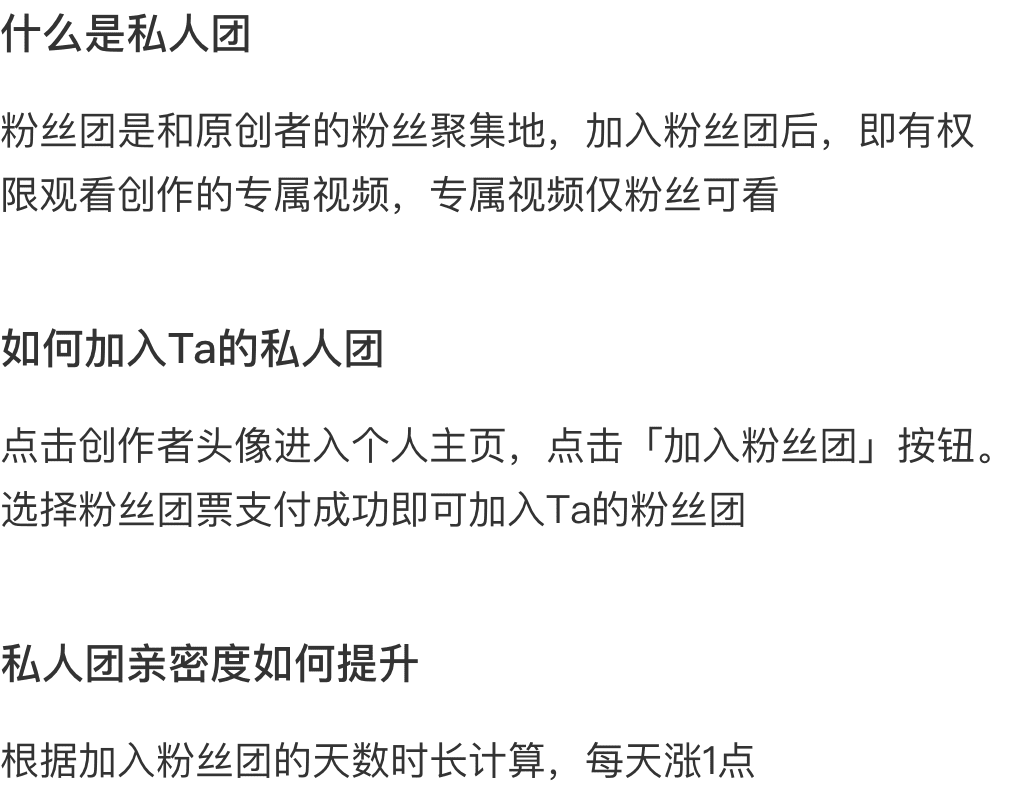 什么是私人团
粉丝团是和原创者的粉丝聚集地，加入粉丝团后，即有权
限观看创作的专属视频，专属视频仅粉丝可看
如何加入Ta的私人团
点击创作者头像进入个人主页，点击「加入粉丝团」按钮。
选择粉丝团票支付成功即可加入Ta的粉丝团
私人团亲密度如何提升
根据加入粉丝团的天数时长计算，每天涨1点